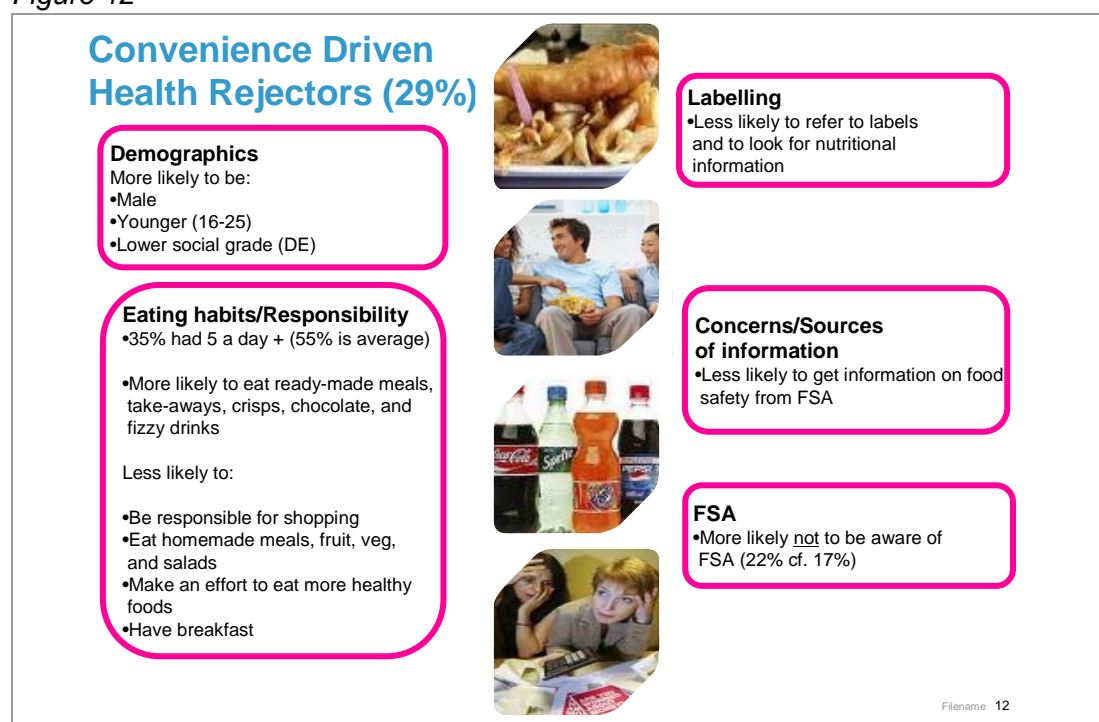 Figure 12
Convenience Driven
Health Rejectors (29%)
Demographics
More likely to be:
•Male
•Younger (16-25)
•Lower social grade (DE)
Eating habits/Responsibility
•35% had 5 a day + (55% is average)
•More likely to eat ready-made meals,
take-aways, crisps, chocolate, and
fizzy drinks
Less likely to:
•Be responsible for shopping
•Eat homemade meals, fruit, veg,
and salads
•Make an effort to eat more healthy
foods
•Have breakfast
Coca-Cola
Sprite
PEPSI
Labelling
•Less likely to refer to labels
and to look for nutritional
information
Concerns/Sources
of information
•Less likely to get information on food
safety from FSA
FSA
•More likely not to be aware of
FSA (22% cf. 17%)
Filename 12